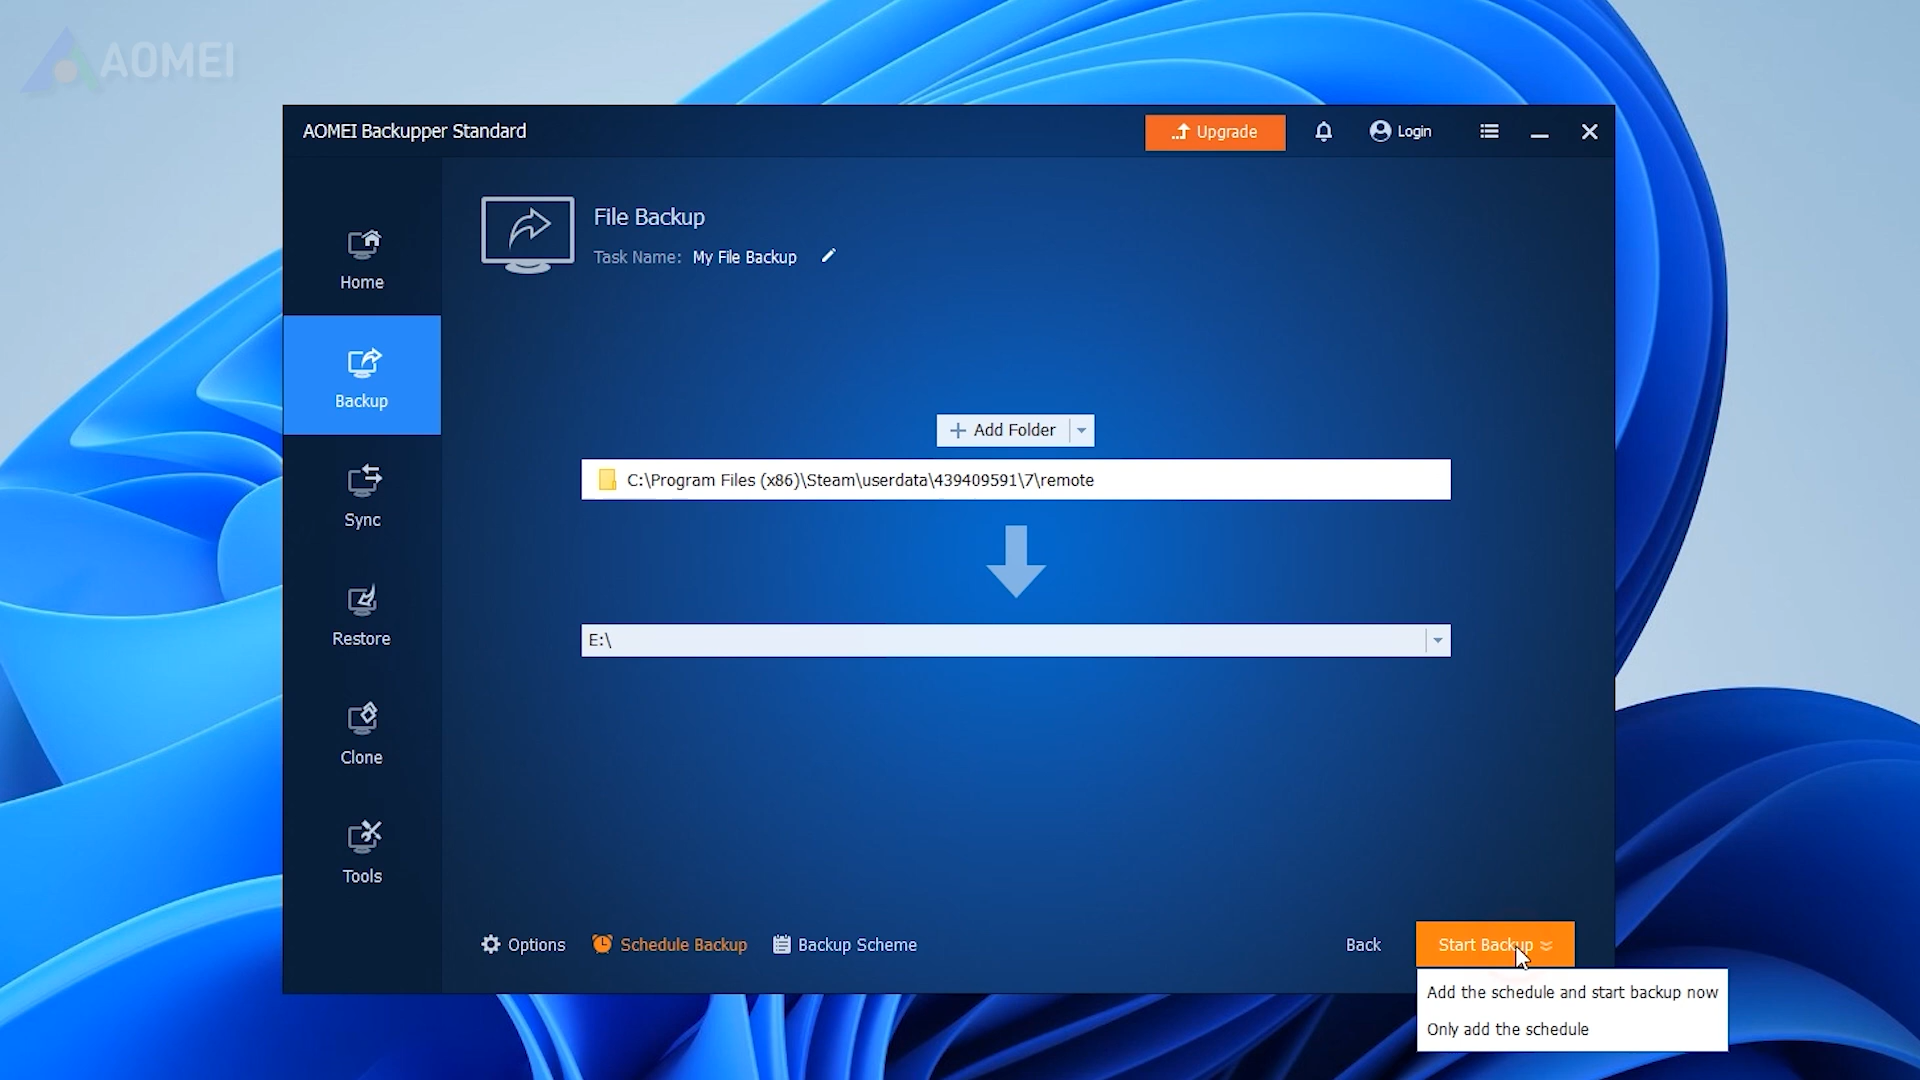 AOMEI
AOMEI Backupper Standard
Upgrade
Login
File Backup
Task Name: My File Backup
Home
Backup
Sync
Restore
Clone
Tools
Add Folder
C:\Program Files (x86)\Steam\userdata\439409591\7\remote
E:\
Options
Schedule Backup
Backup Scheme
Back
Start Backup
Add the schedule and start backup now
Only add the schedule